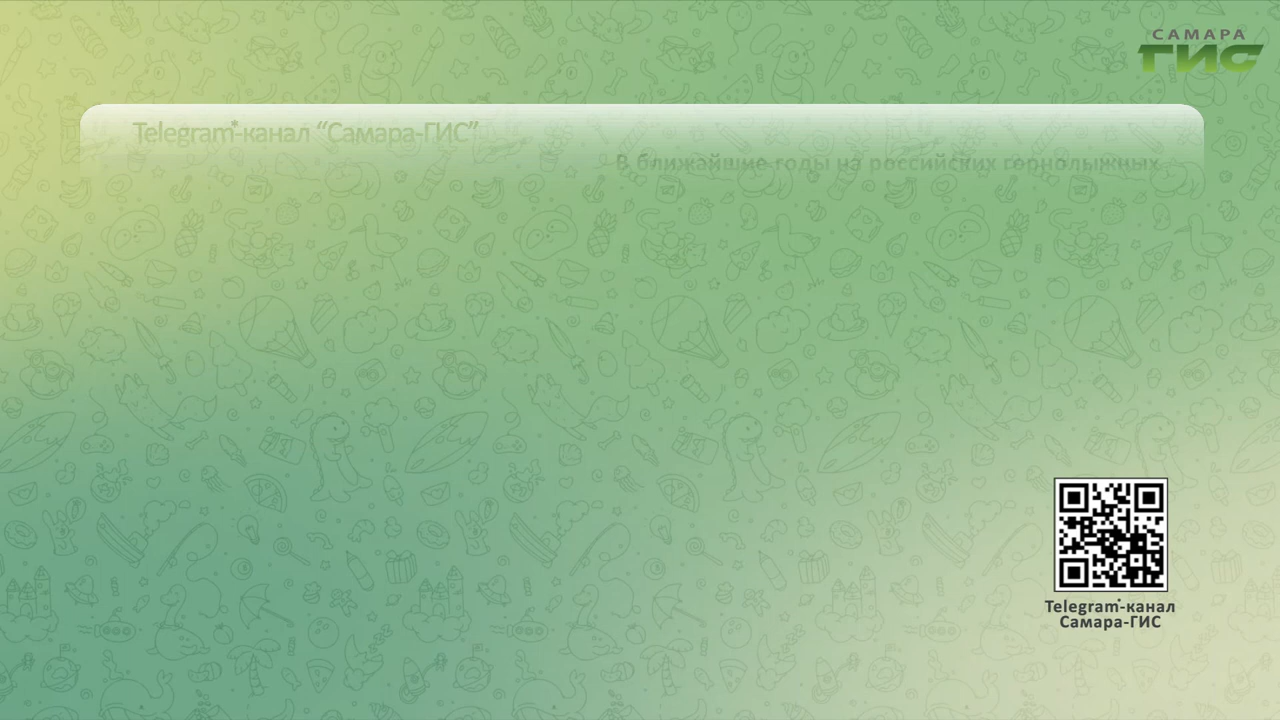 САМАРА
ГИС
Telegram*-канал “Самара-ГИС”
В ближайшие годы на российских горнолыжных
Telegram*-канал
Самара-ГИС